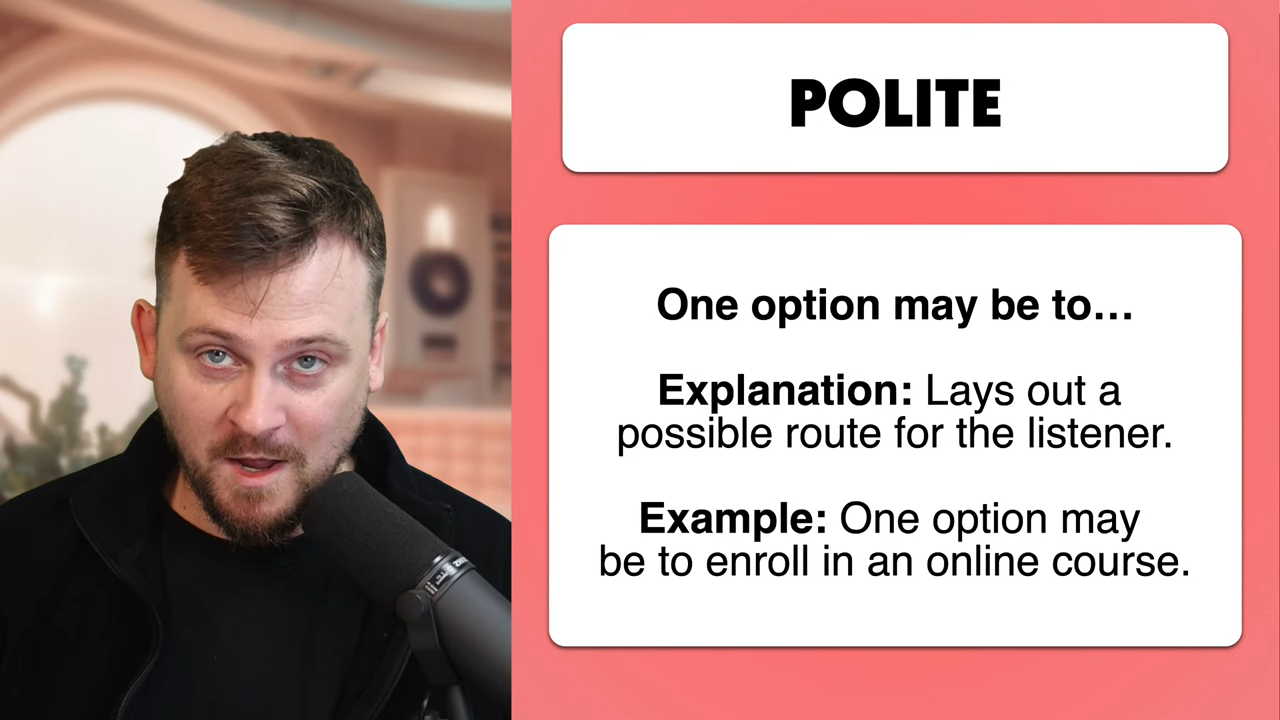 POLITE
One option may be to…
Explanation: Lays out a
possible route for the listener.
Example: One option may
be to enroll in an online course.